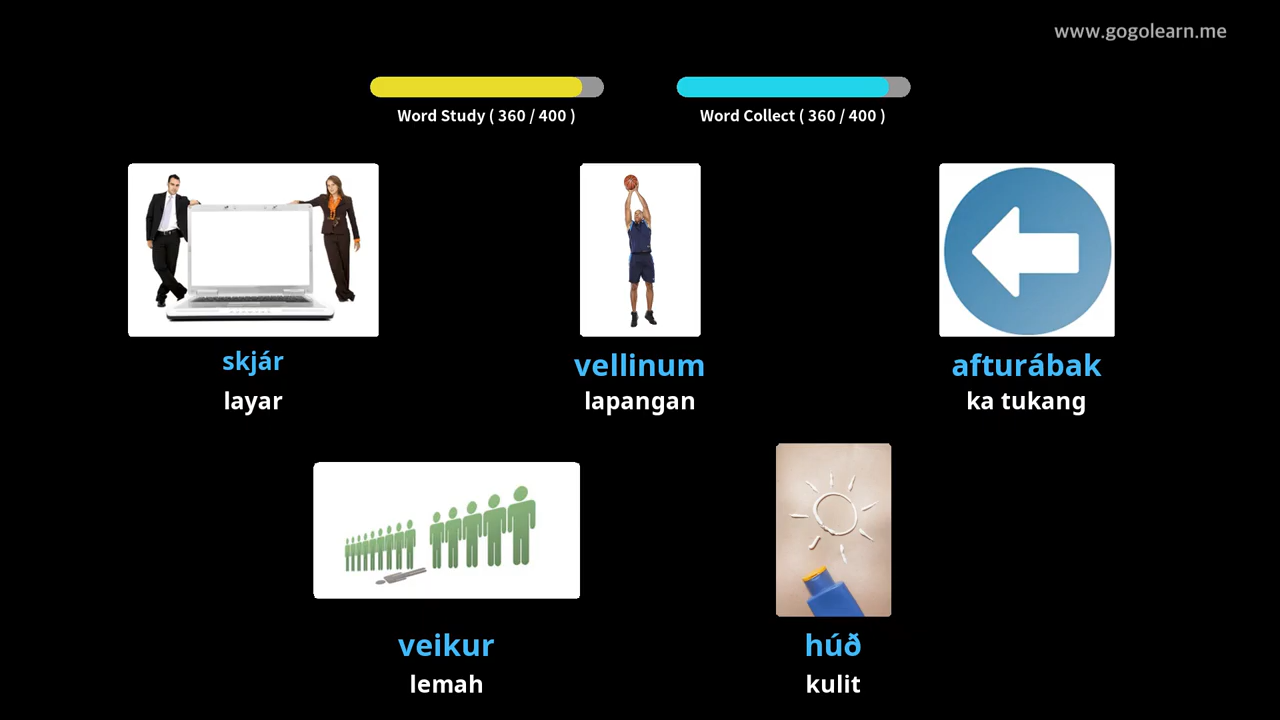 www.gogolearn.me
Word Study ( 360 / 400 )
Word Collect ( 360 / 400 )
skjár
layar
vellinum
lapangan
afturábak
ka tukang
veikur
lemah
húð
kulit